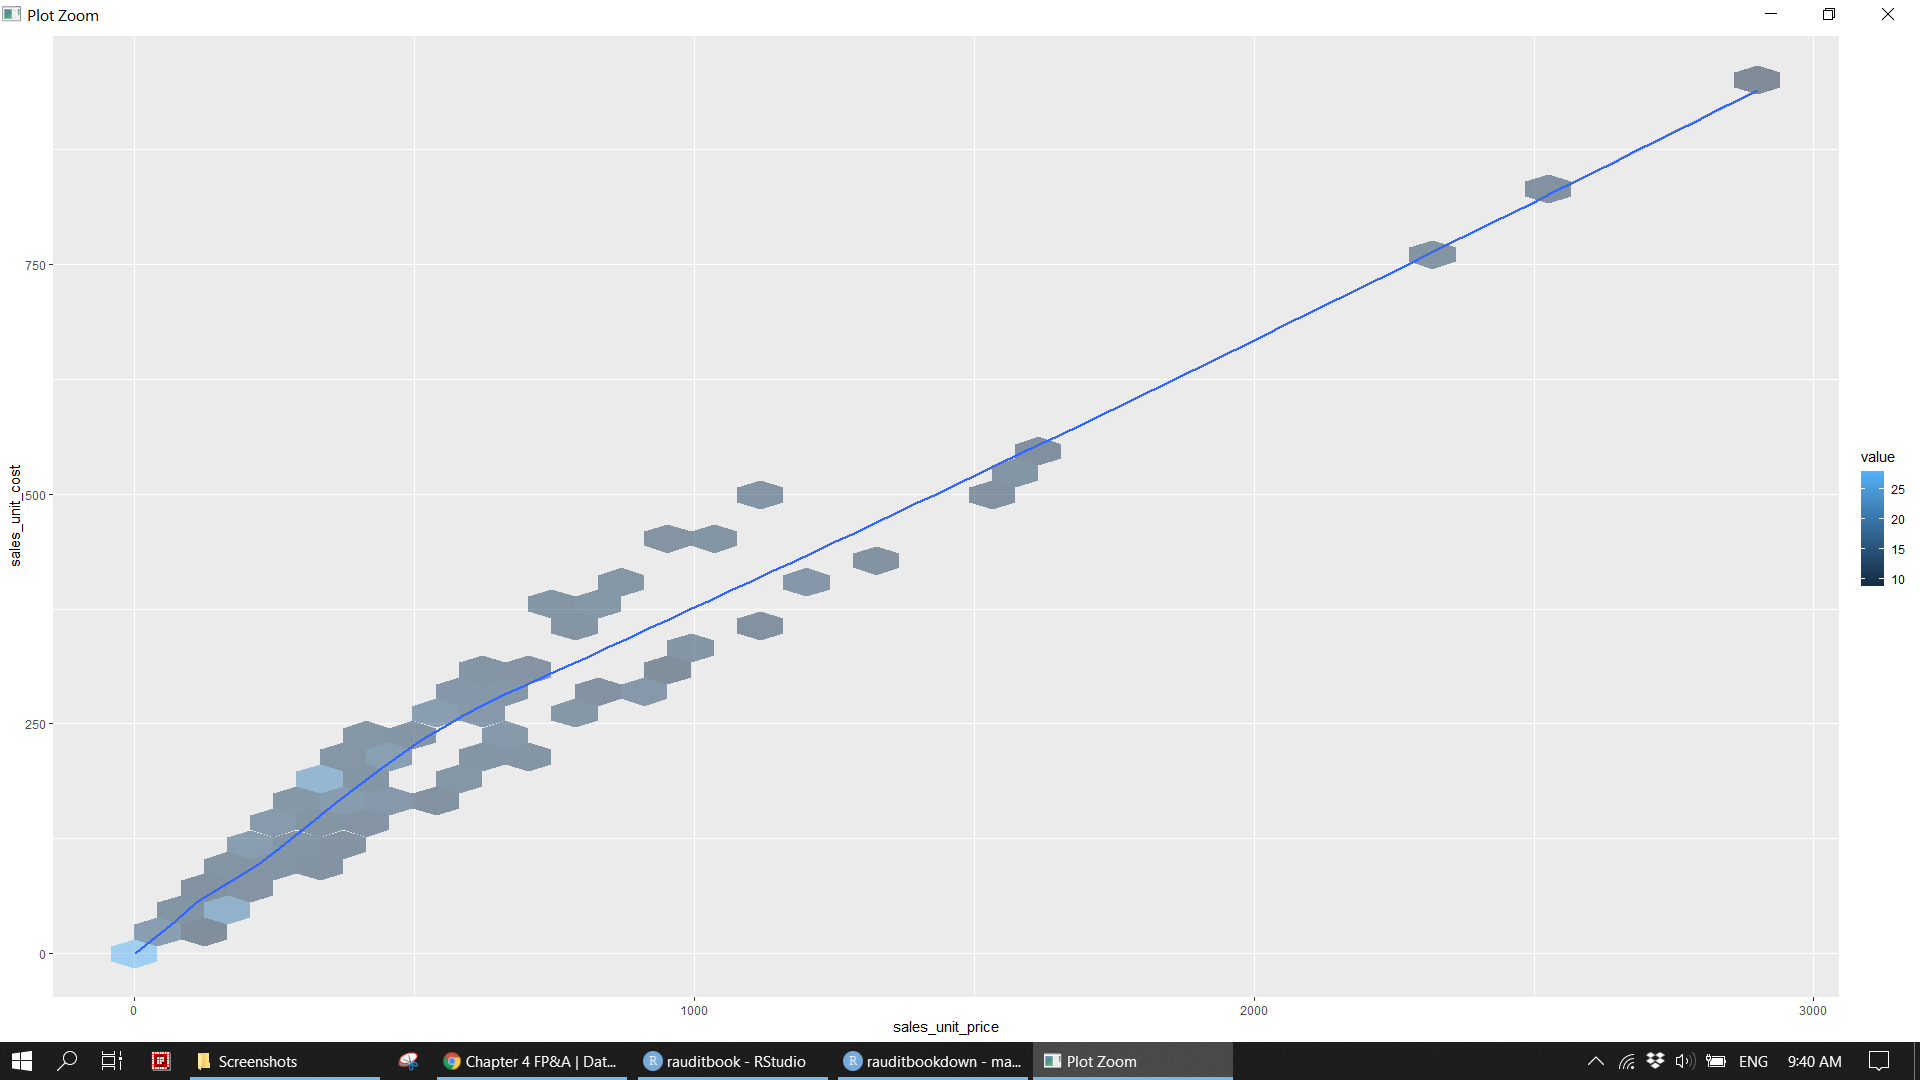 Plot Zoom
750
500
250
0
sales_unit_cost
0
1000
2000
3000
sales_unit_price
value
25
20
15
10
Screenshots
Chapter 4 FP&A | Dat...
R rauditbook - RStudio
R rauditbookdown - ma...
Plot Zoom
ENG
9:40 AM